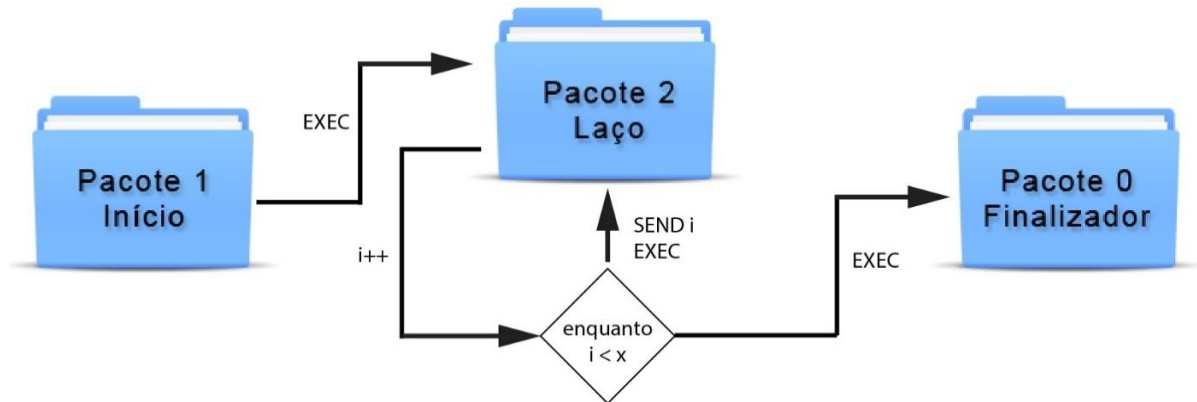 Pacote 1
Início
EXEC
Pacote 2
Laço
i++
enquanto
i < x
SEND i
EXEC
EXEC
Pacote 0
Finalizador